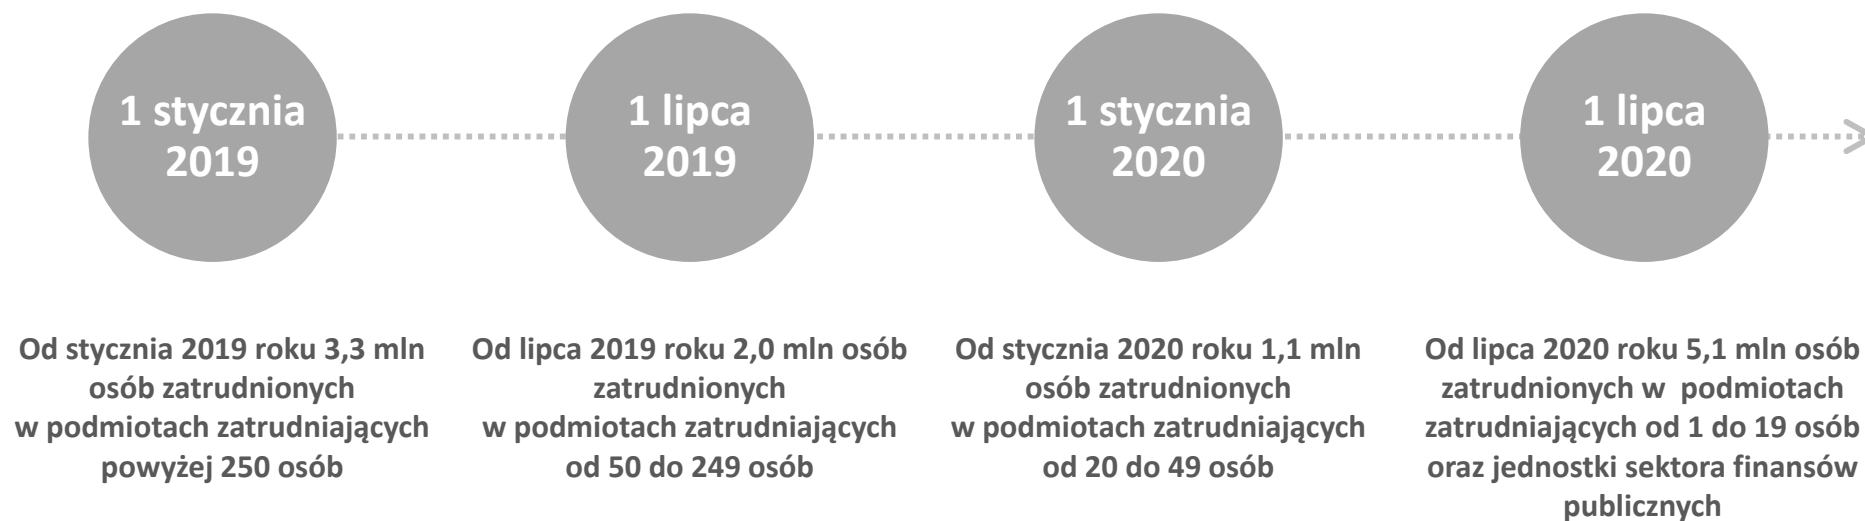 1 stycznia
2019
1 lipca
2019
1 stycznia
2020
1 lipca
2020
Od stycznia 2019 roku 3,3 mln
osób zatrudnionych
w podmiotach zatrudniających
powyżej 250 osób
Od lipca 2019 roku 2,0 mln osób
zatrudnionych
w podmiotach zatrudniających
od 50 do 249 osób
Od stycznia 2020 roku 1,1 mln
osób zatrudnionych
w podmiotach zatrudniających
od 20 do 49 osób
Od lipca 2020 roku 5,1 mln osób
zatrudnionych w podmiotach
zatrudniających od 1 do 19 osób
oraz jednostki sektora finansów
publicznych